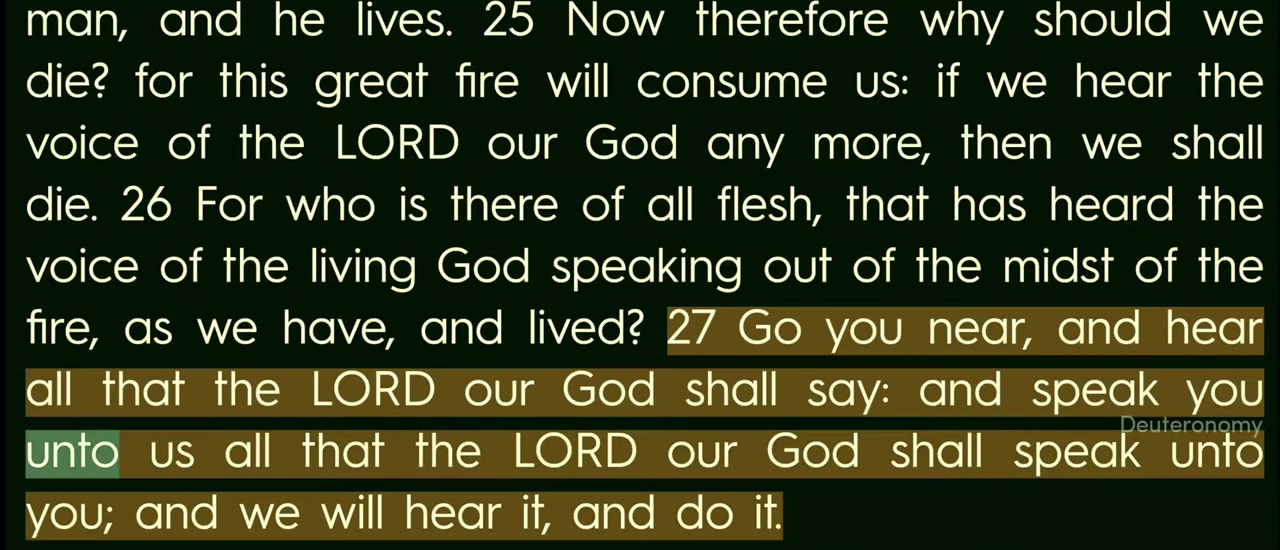 man, and he lives. 25 Now therefore why should we
die? for this great fire will consume us: if we hear the
voice of the LORD our God any more, then we shall
die. 26 For who is there of all flesh, that has heard the
voice of the living God speaking out of the midst of the
fire, as we have, and lived? 27 Go you near, and hear
all that the LORD our God shall say: and speak you
Deuteronomy
unto us all that the LORD our God shall speak unto
you; and we will hear it, and do it.